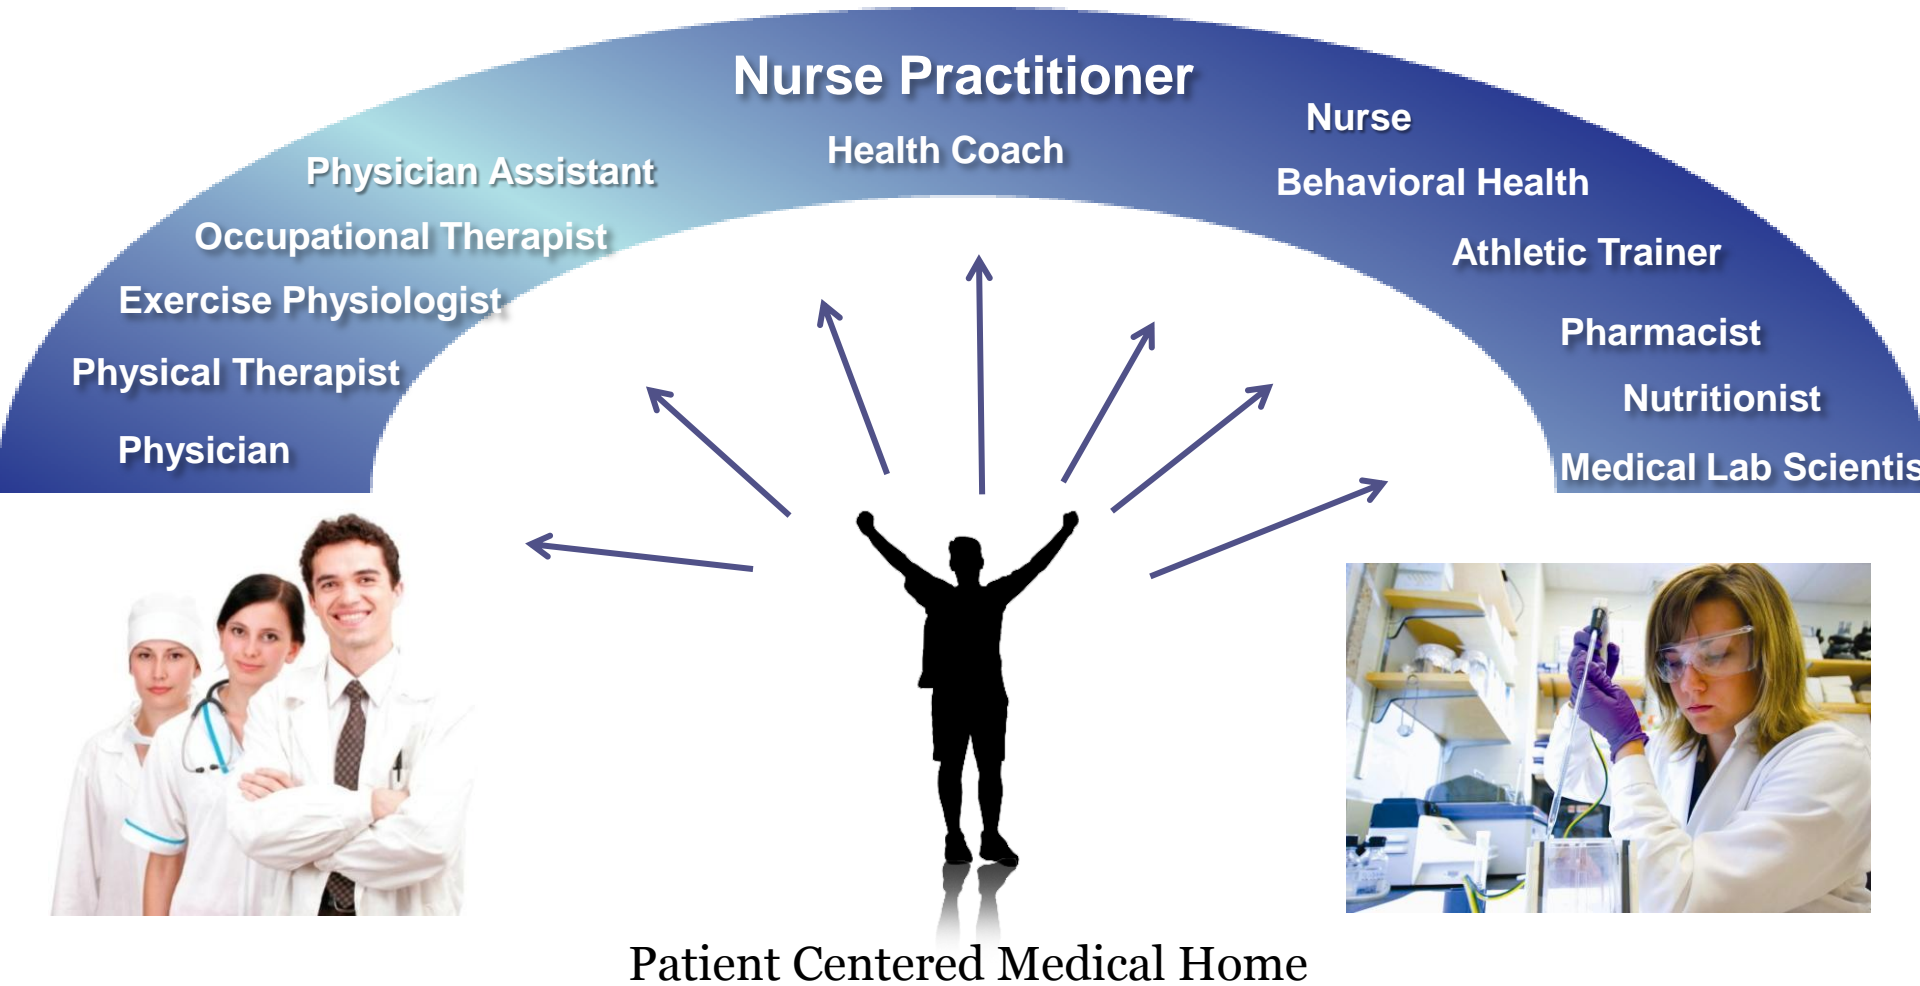 Nurse Practitioner
Health Coach
Physician Assistant
Occupational Therapist
Exercise Physiologist
Physical Therapist
Physician
Nurse
Behavioral Health
Athletic Trainer
Pharmacist
Nutritionist
Medical Lab Scientis
Patient Centered Medical Home